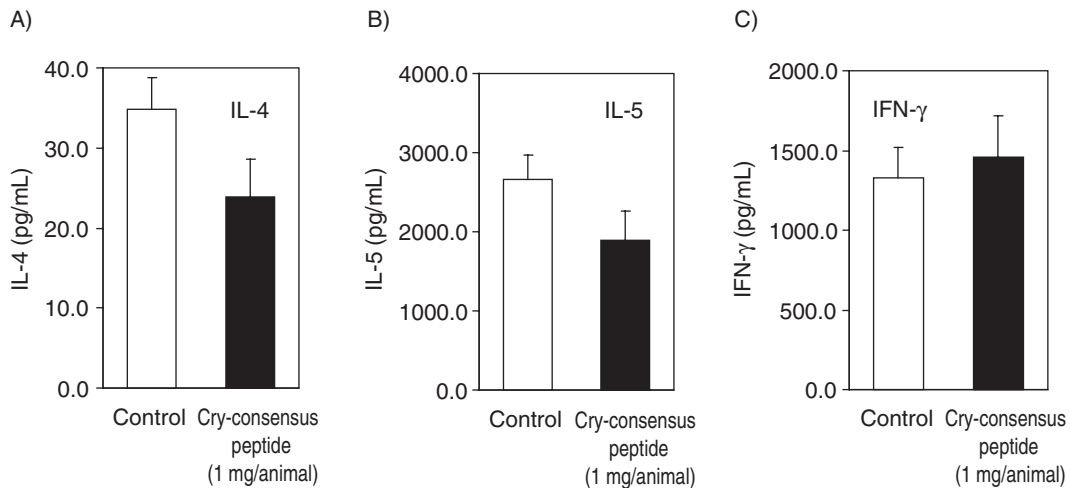 A)
IL-4 (pg/mL)
40.0
30.0
20.0
10.0
0.0
IL-4
Control
Cry-consensus
peptide
(1 mg/animal)
B)
IL-5 (pg/mL)
4000.0
3000.0
2000.0
1000.0
0.0
IL-5
Control
Cry-consensus
peptide
(1 mg/animal)
C)
IFN-γ (pg/mL)
2000.0
1500.0
1000.0
500.0
0.0
IFN-γ
Control
Cry-consensus
peptide
(1 mg/animal)